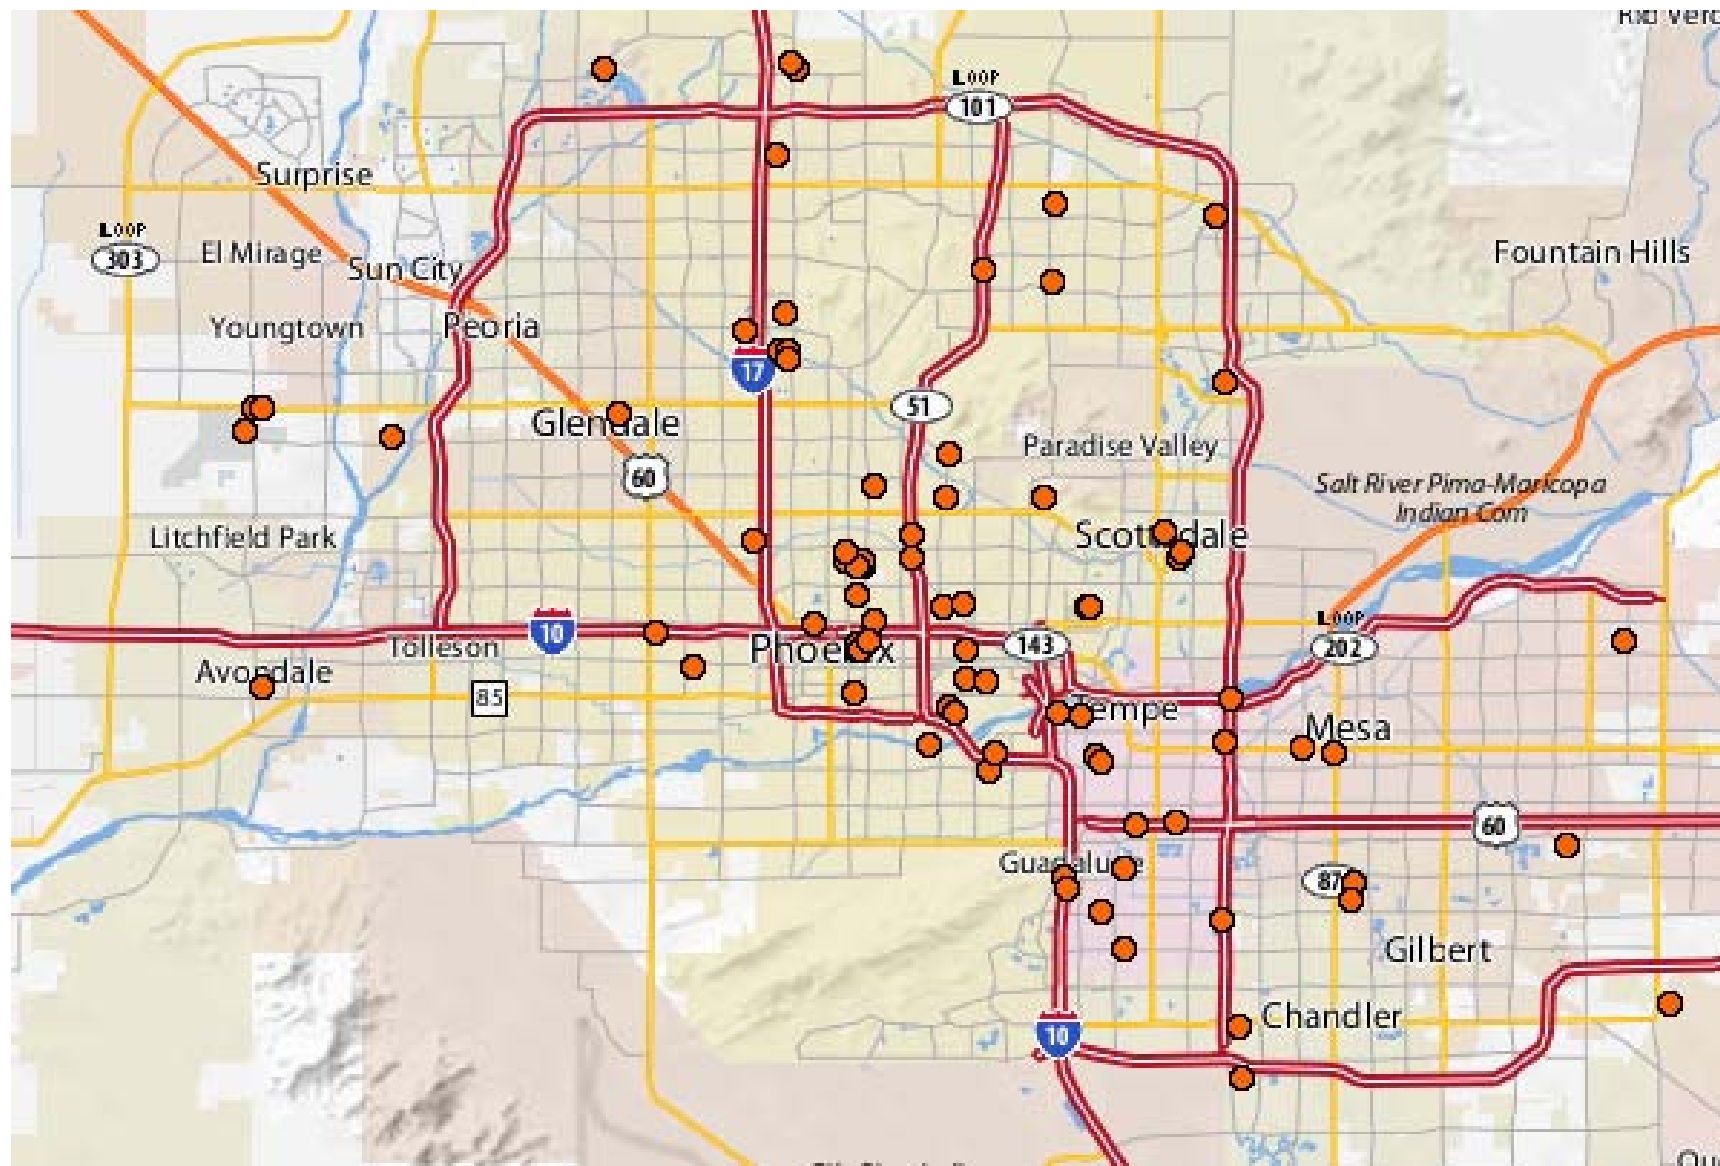 LOOP
101
Surprise
LOOP
303
El Mirage
Sun City
Fountain Hills
Youngtown
Peoria
17
51
Glendale
Paradise Valley
60
Salt River Pima-Maricopa
Indian Com
Litchfield Park
Scottsdale
LOOP
202
10
Tolleson
Phoenix
143
Avondale
85
Tempe
Mesa
60
Guadalupe
87
Gilbert
10
Chandler